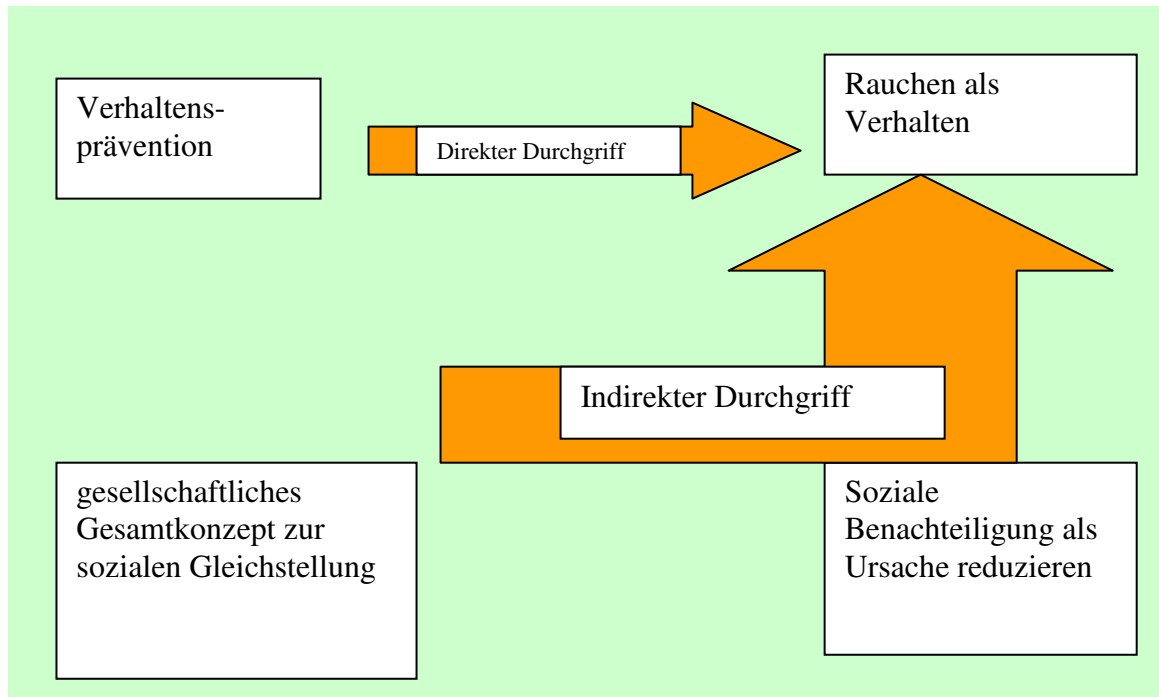 Verhaltens-
prävention
Direkter Durchgriff
Rauchen als
Verhalten
Indirekter Durchgriff
gesellschaftliches
Gesamtkonzept zur
sozialen Gleichstellung
Soziale
Benachteiligung als
Ursache reduzieren